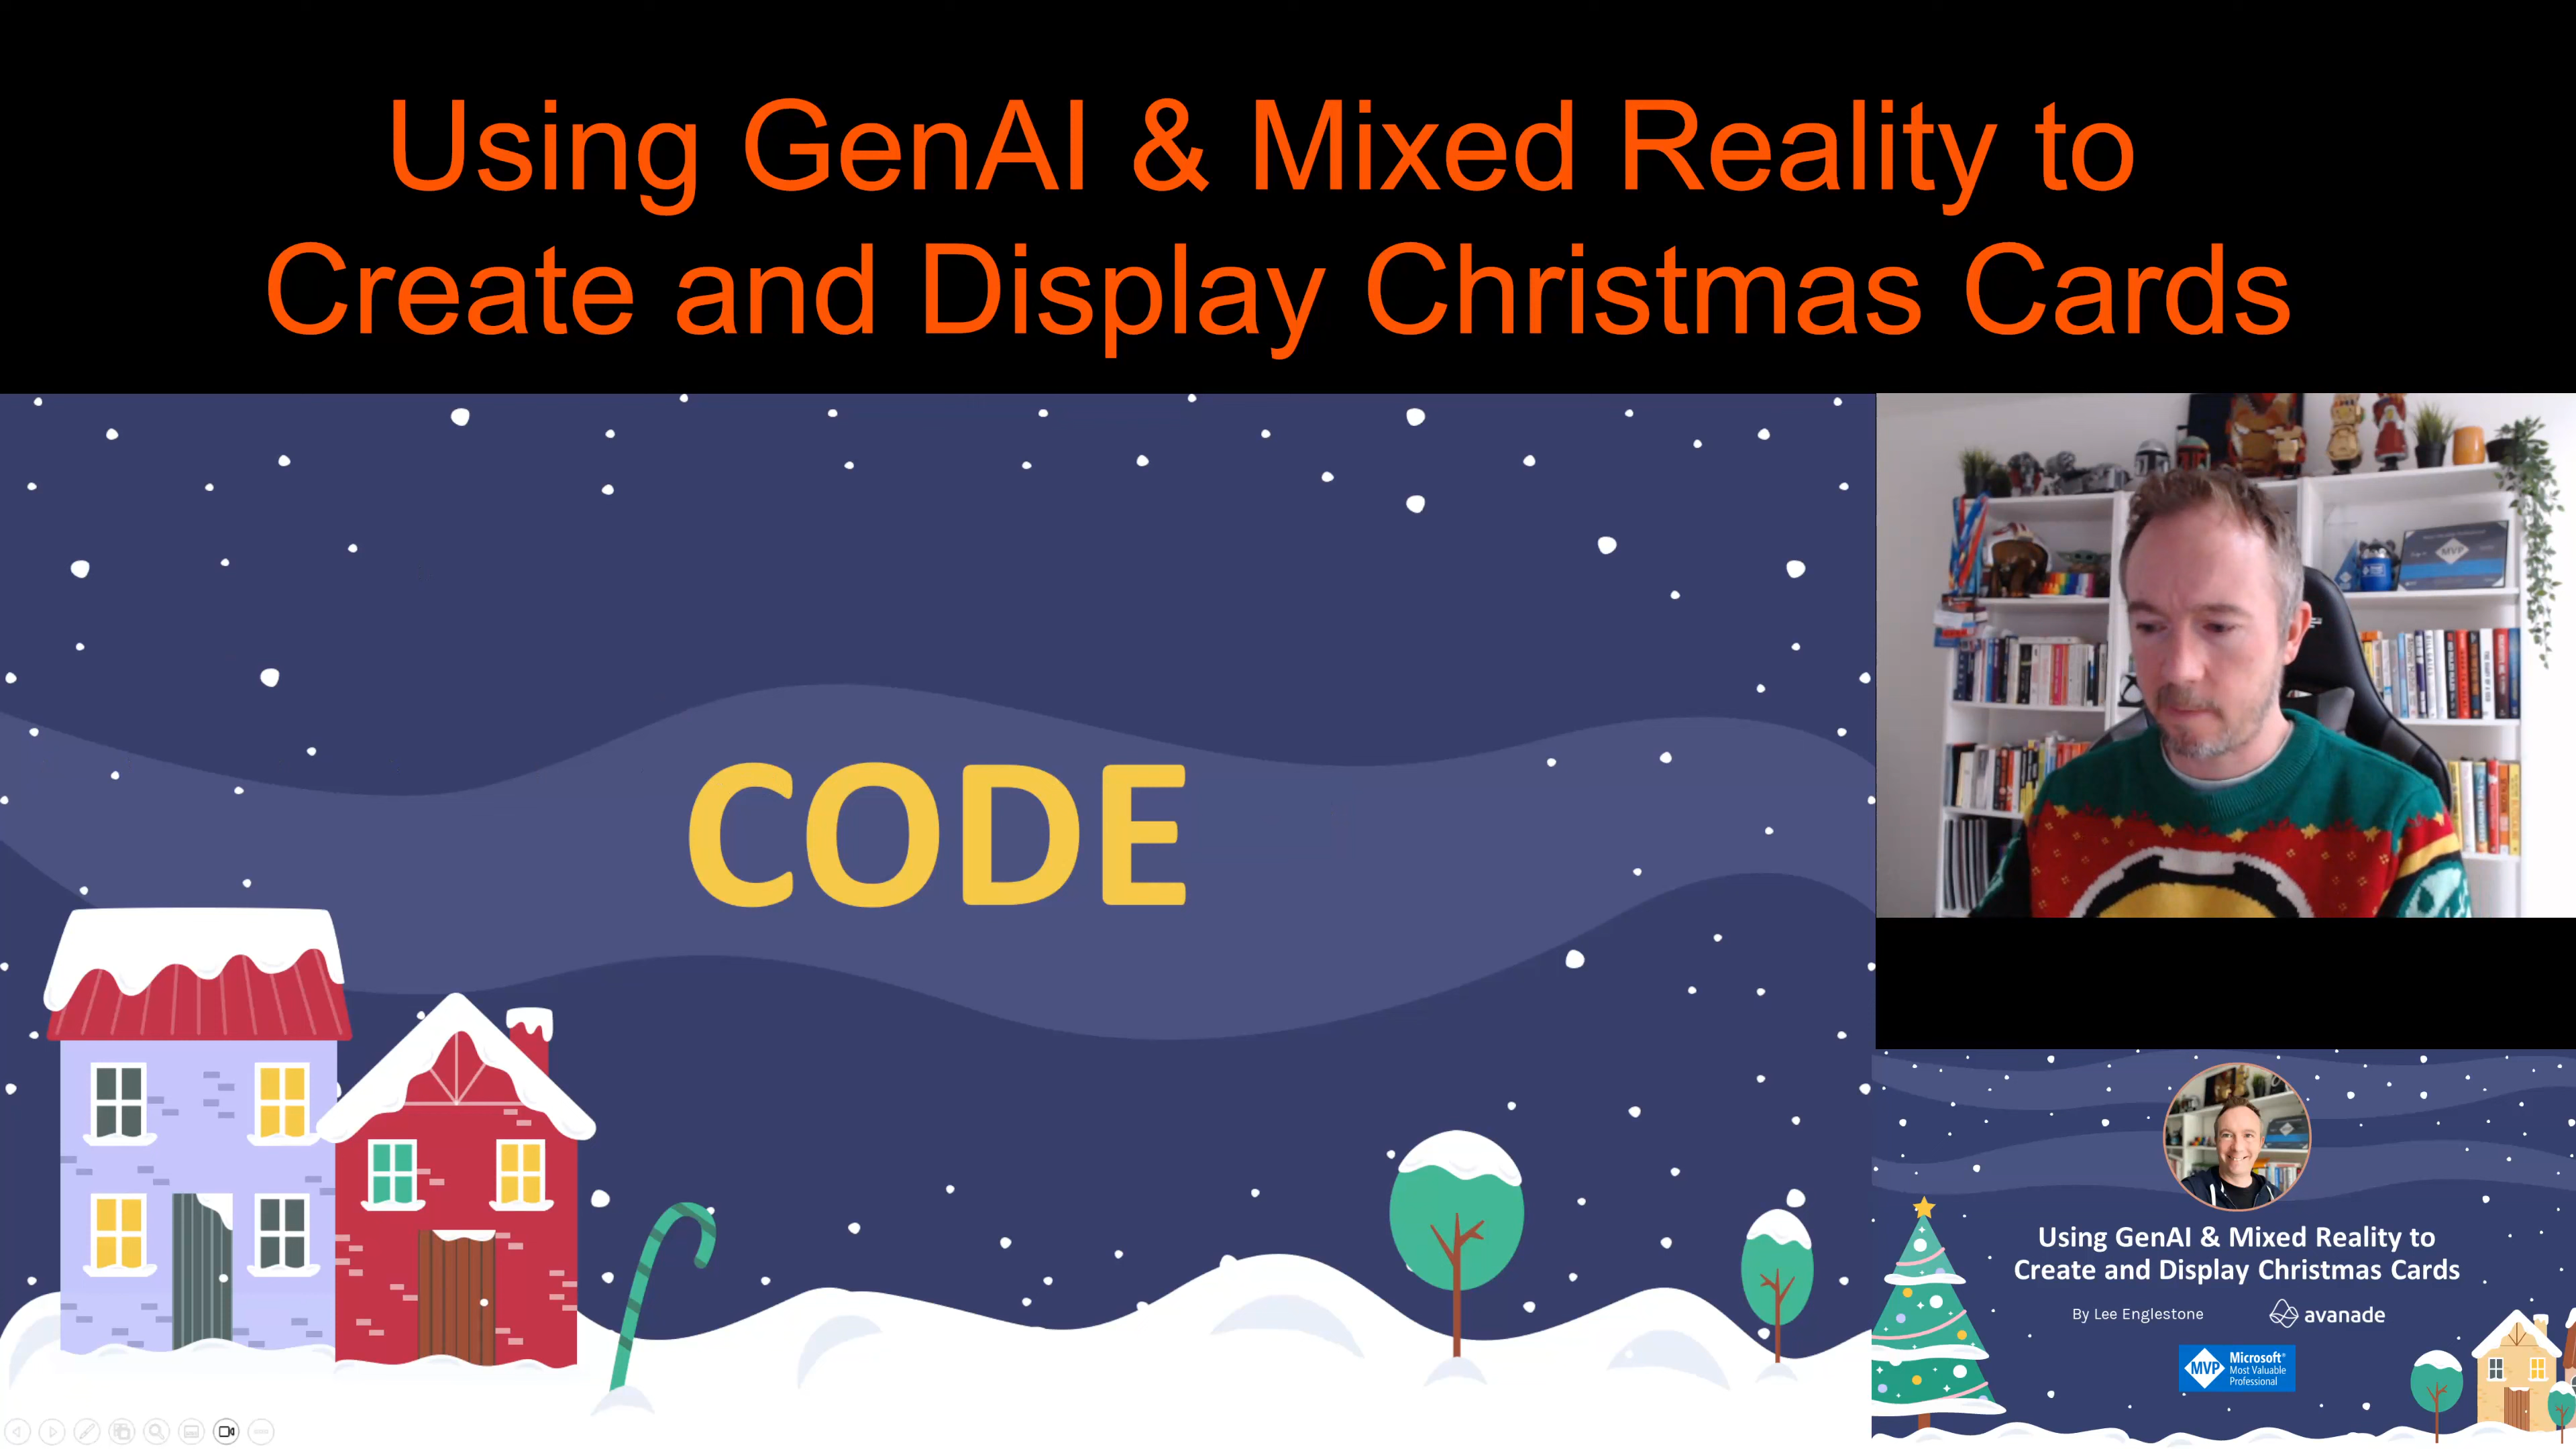 Using GenAI & Mixed Reality to
Create and Display Christmas Cards
CODE
MVP
Using GenAI & Mixed Reality to
Create and Display Christmas Cards
By Lee Englestone
avanade
MVP
Microsoft®
Most Valuable
Professional